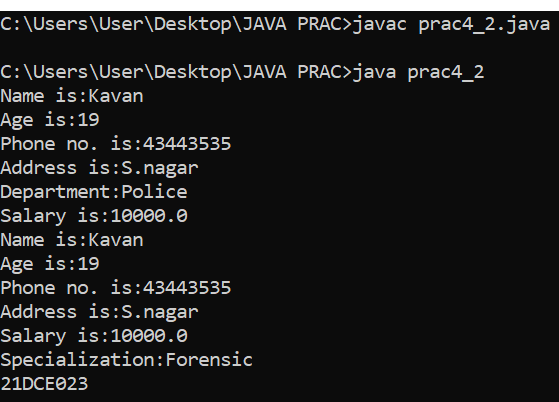 C:\Users\User\Desktop\JAVA PRAC>javac prac4_2.java
C:\Users\User\Desktop\JAVA PRAC>java prac4_2
Name is:Kavan
Age is:19
Phone no. is:43443535
Address is:S.nagar
Department:Police
Salary is:10000.0
Name is:Kavan
Age is:19
Phone no. is:43443535
Address is:S.nagar
Salary is:10000.0
Specialization:Forensic
21DCE023